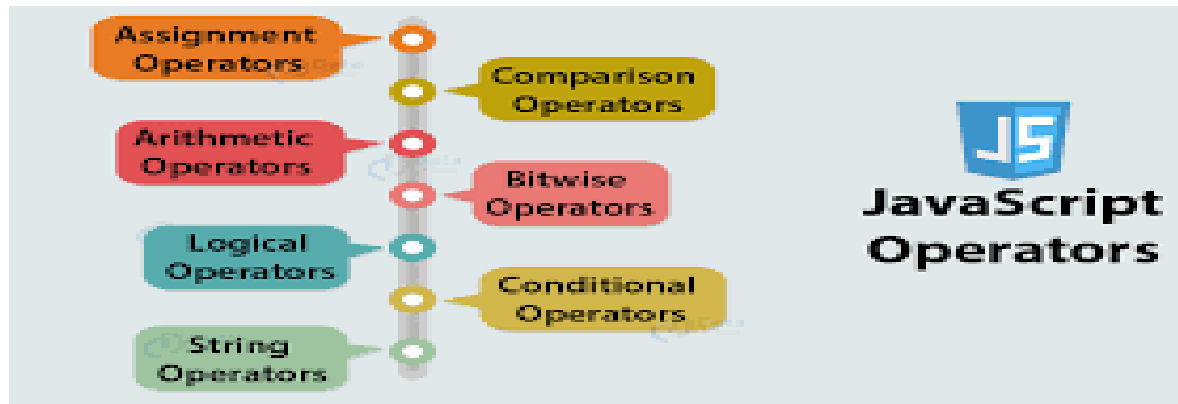 Assignment
Operators
Comparison
Operators
Arithmetic
Operators
Bitwise
Operators
Logical
Operators
Conditional
Operators
String
Operators
JS
JavaScript
Operators